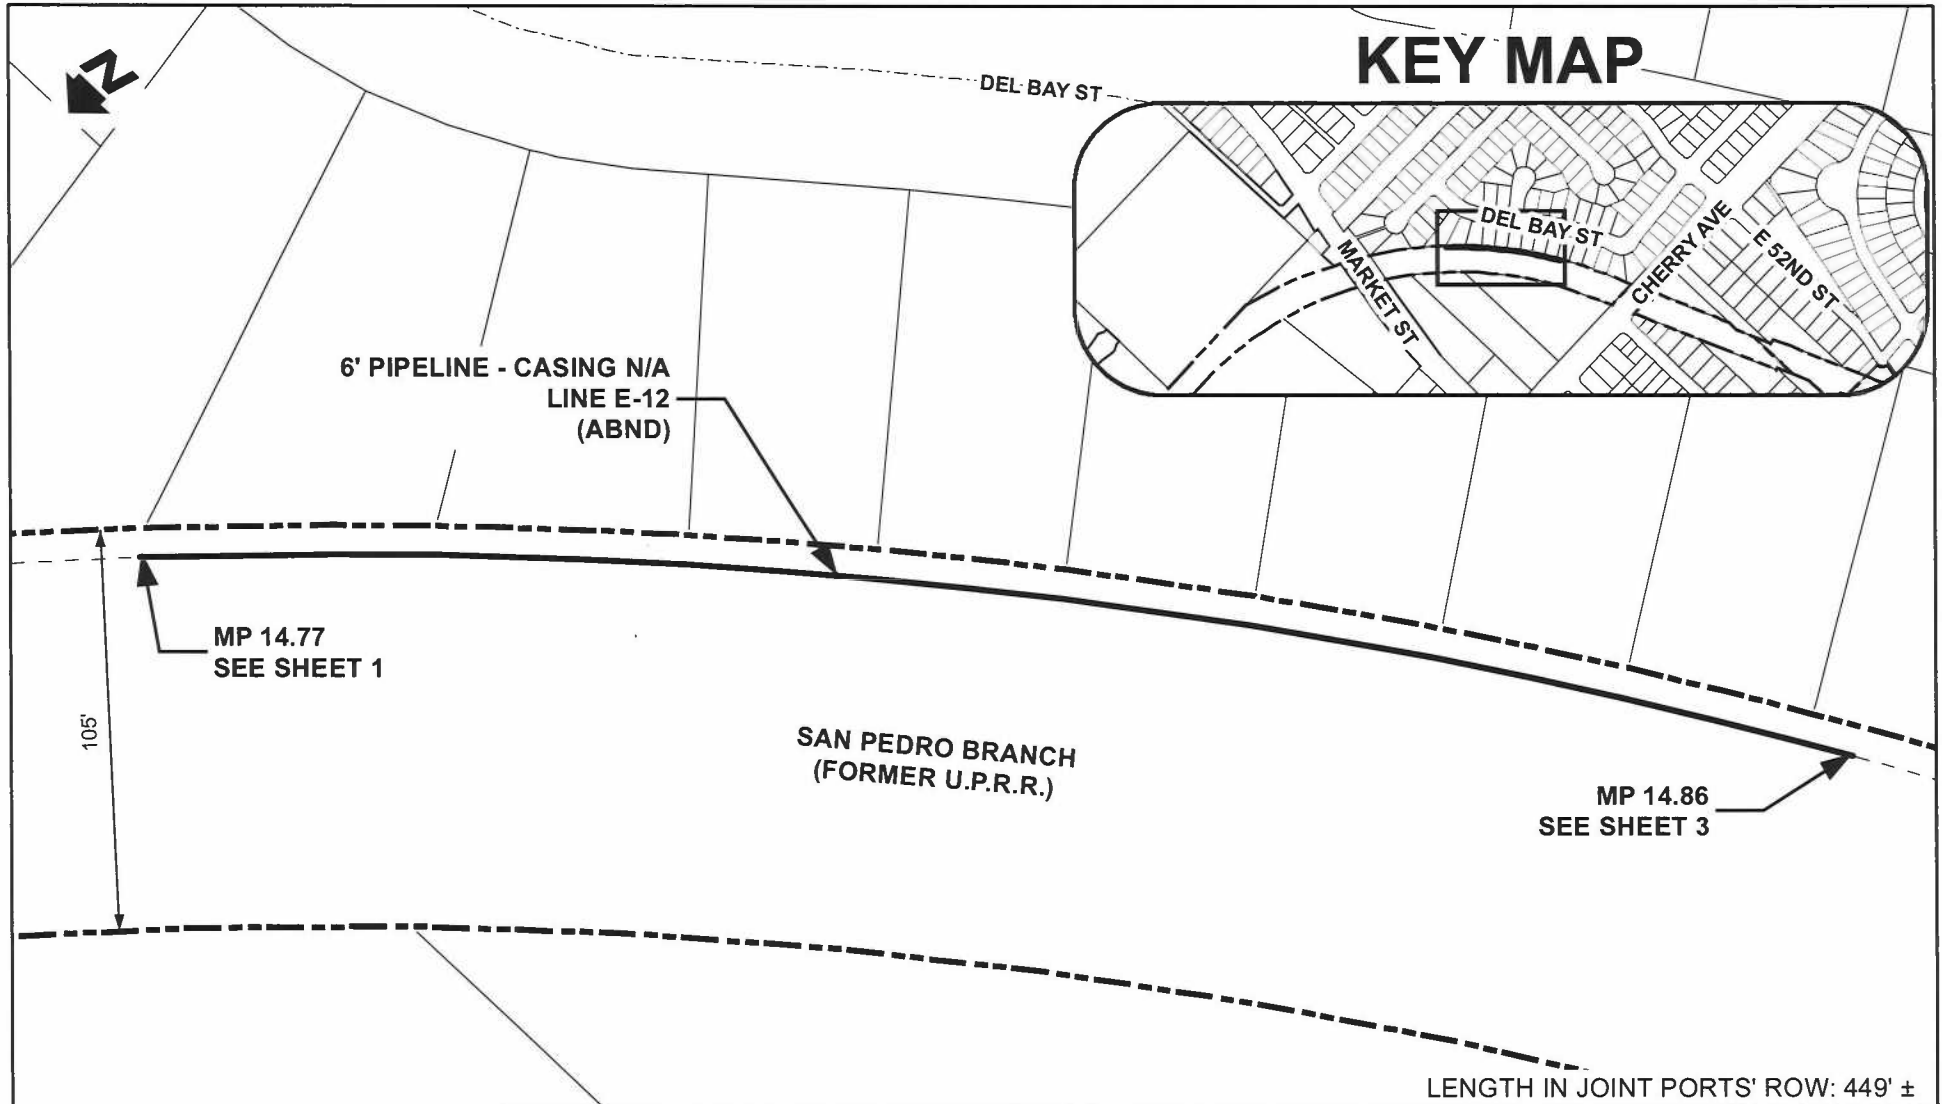 N
KEY MAP
DEL BAY ST
DEL BAY ST
MARKET ST
CHERRY AVE
E 52ND ST
6' PIPELINE - CASING N/A
LINE E-12
(ABND)
MP 14.77
SEE SHEET 1
105'
SAN PEDRO BRANCH
(FORMER U.P.R.R.)
MP 14.86
SEE SHEET 3
LENGTH IN JOINT PORTS' ROW: 449' ±